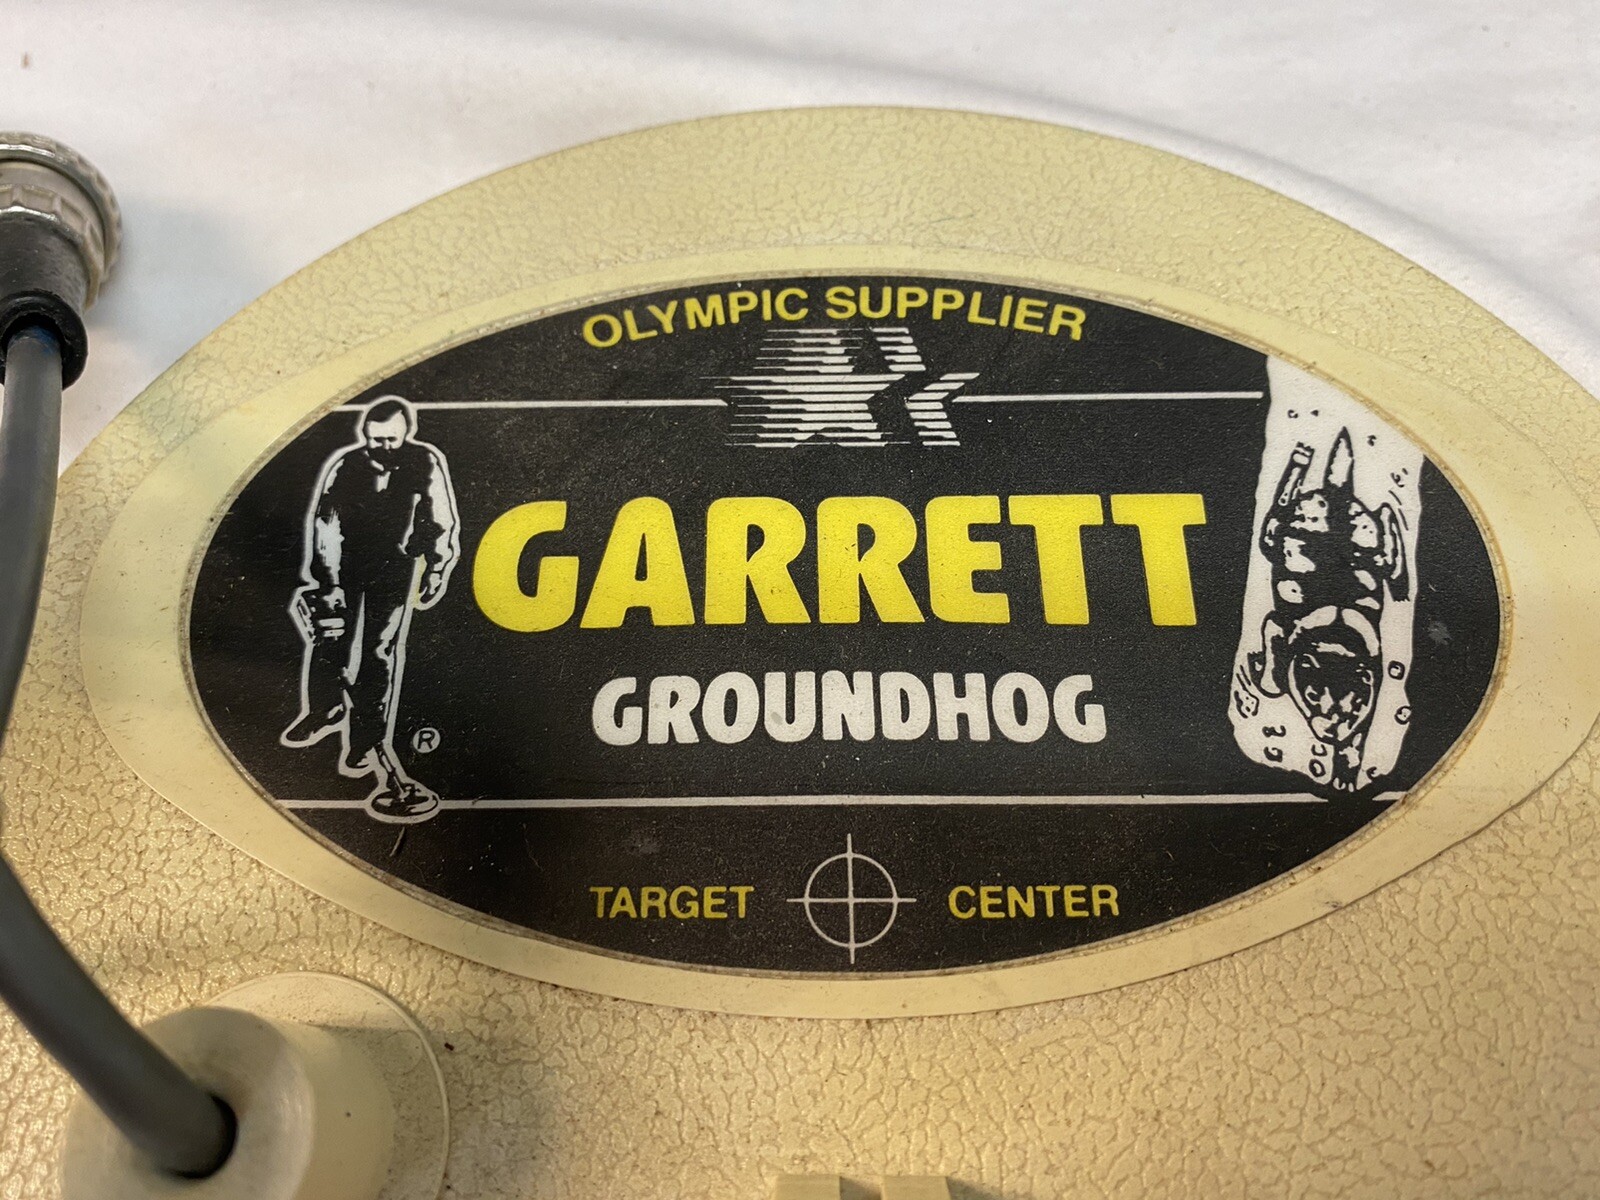 OLYMPIC SUPPLIER
GARRETT
GROUNDHOG
®
TARGET CENTER